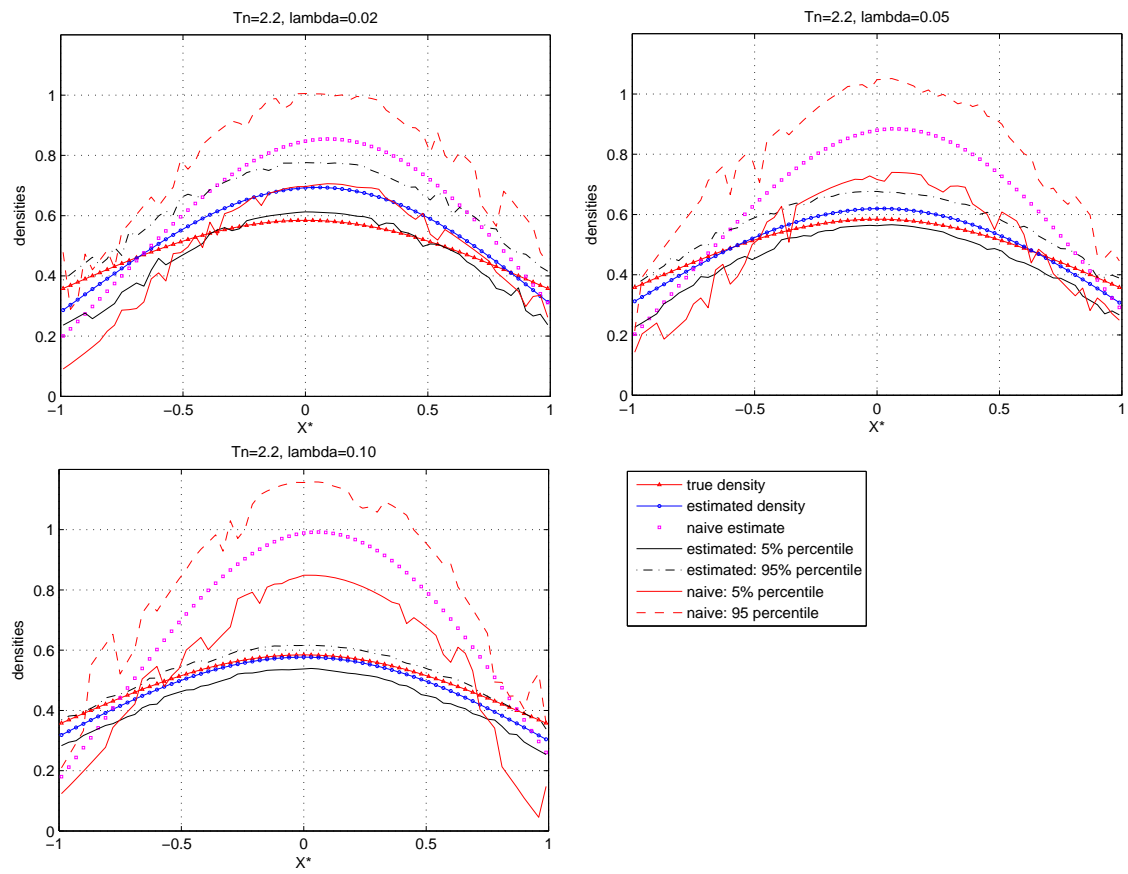 Tn=2.2, lambda=0.02
densities
1
0.8
0.6
0.4
0.2
0
−1
−0.5
0
0.5
1
X*
Tn=2.2, lambda=0.05
densities
1
0.8
0.6
0.4
0.2
0
−1
−0.5
0
0.5
1
X*
Tn=2.2, lambda=0.10
densities
1
0.8
0.6
0.4
0.2
0
−1
−0.5
0
0.5
1
X*
true density
estimated density
naive estimate
estimated: 5% percentile
estimated: 95% percentile
naive: 5% percentile
naive: 95 percentile